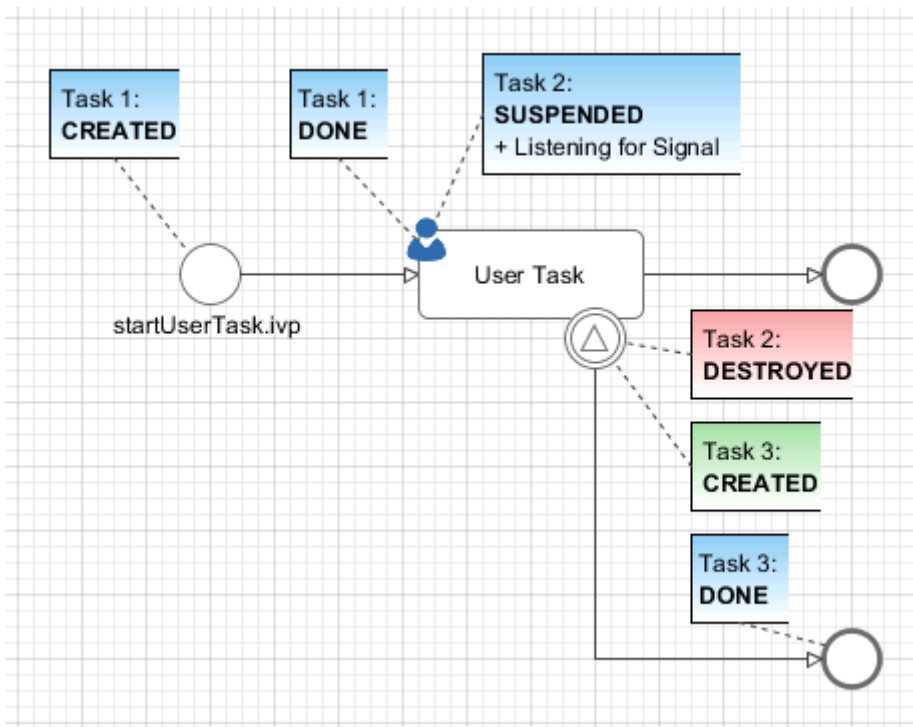 Task 1:
CREATED
Task 1:
DONE
Task 2:
SUSPENDED
+ Listening for Signal
User Task
startUserTask.ivp
Task 2:
DESTROYED
Task 3:
CREATED
Task 3:
DONE